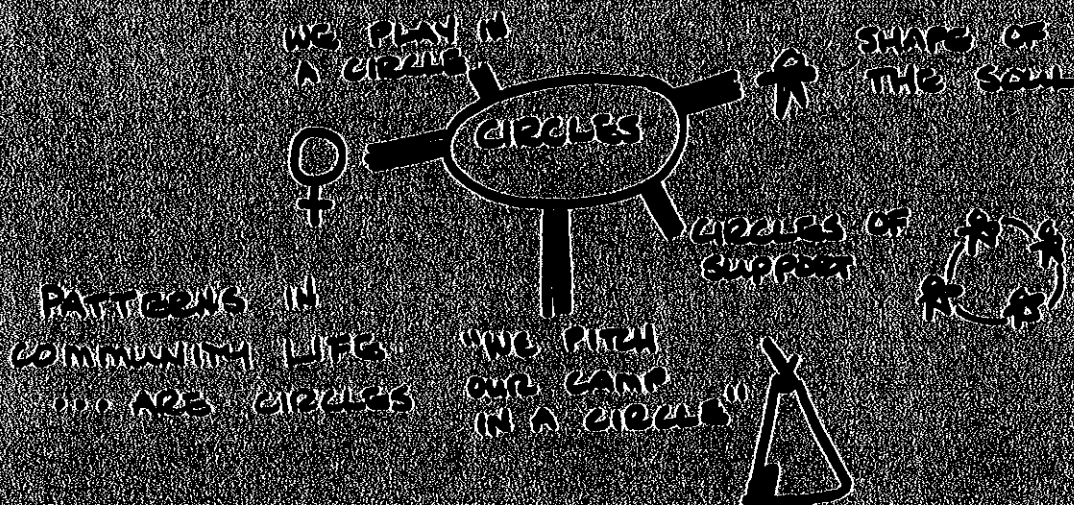 WE PLAY IN
A CIRCLE
SHAPE OF
THE SOUL
CIRCLES
CIRCLES OF
SUPPORT
PATTERNS IN
COMMUNITY LIFE
... ARE CIRCLES
"WE PITCH
OUR CAMP
IN A CIRCLE"